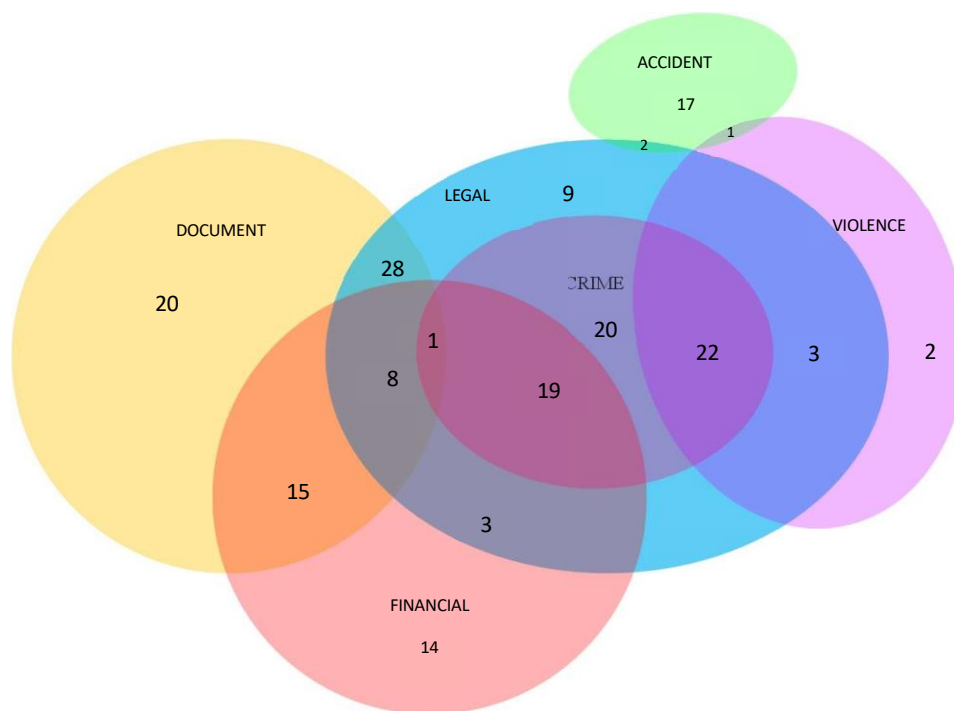 ACCIDENT
17
1
2
LEGAL
9
DOCUMENT
VIOLENCE
28
CRIME
20
20
1
22
3
2
8
19
15
3
FINANCIAL
14